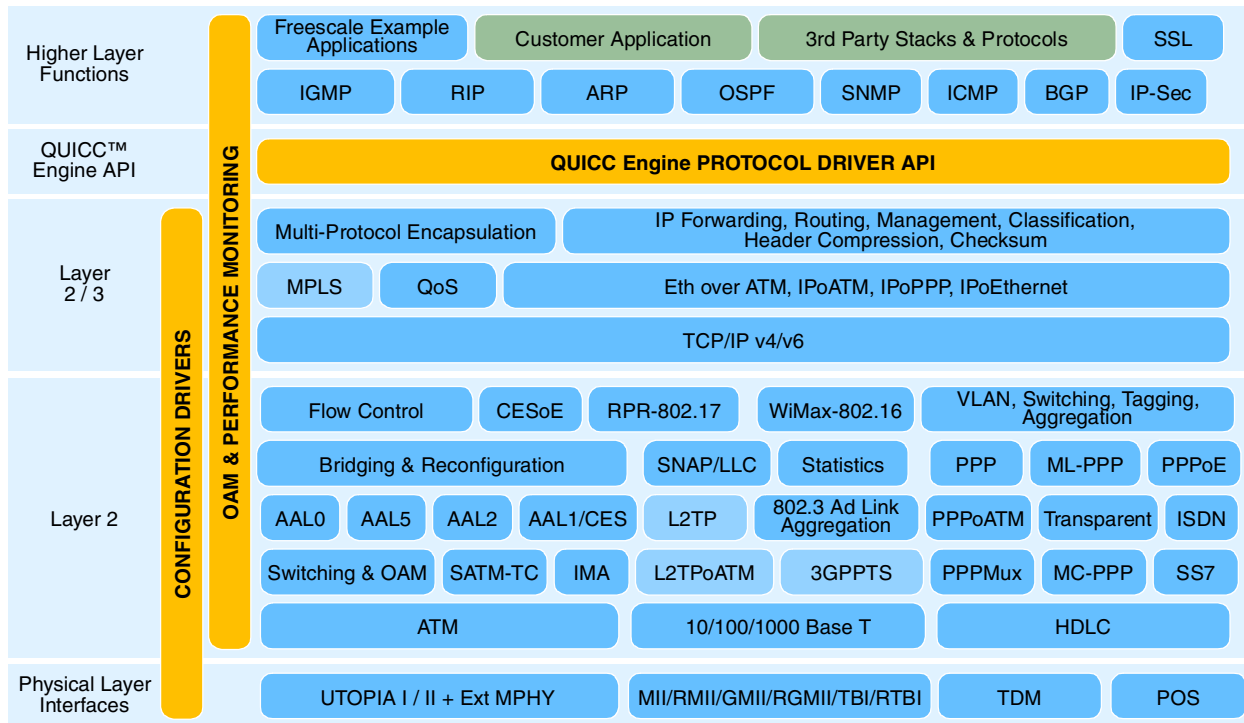 Higher Layer
Functions
Freescale Example
Applications
Customer Application
3rd Party Stacks & Protocols
SSL
IGMP
RIP
ARP
OSPF
SNMP
ICMP
BGP
IP-Sec
QUICC™
Engine API
QUICC Engine PROTOCOL DRIVER API
OAM & PERFORMANCE MONITORING
CONFIGURATION DRIVERS
Layer
2 / 3
Multi-Protocol Encapsulation
IP Forwarding, Routing, Management, Classification,
Header Compression, Checksum
MPLS
QoS
Eth over ATM, IPoATM, IPoPPP, IPoEthernet
TCP/IP v4/v6
Layer 2
Flow Control
CESoE
RPR-802.17
WiMax-802.16
VLAN, Switching, Tagging,
Aggregation
Bridging & Reconfiguration
SNAP/LLC
Statistics
PPP
ML-PPP
PPPoE
AAL0
AAL5
AAL2
AAL1/CES
L2TP
802.3 Ad Link
Aggregation
PPPoATM
Transparent
ISDN
Switching & OAM
SATM-TC
IMA
L2TPoATM
3GPPTS
PPPMux
MC-PPP
SS7
ATM
10/100/1000 Base T
HDLC
Physical Layer
Interfaces
UTOPIA I / II + Ext MPHY
MII/RMII/GMII/RGMII/TBI/RTBI
TDM
POS